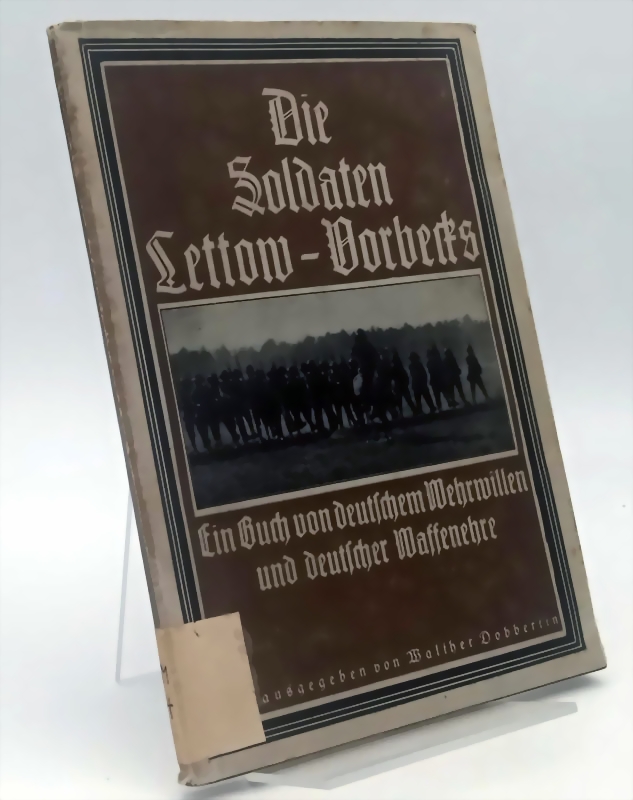 Die
Soldaten
Lettow-Vorbecks
Ein Buch von deutschem Wehrwillen
und deutscher Waffenehre
ausgegeben von Walther Dobbertin